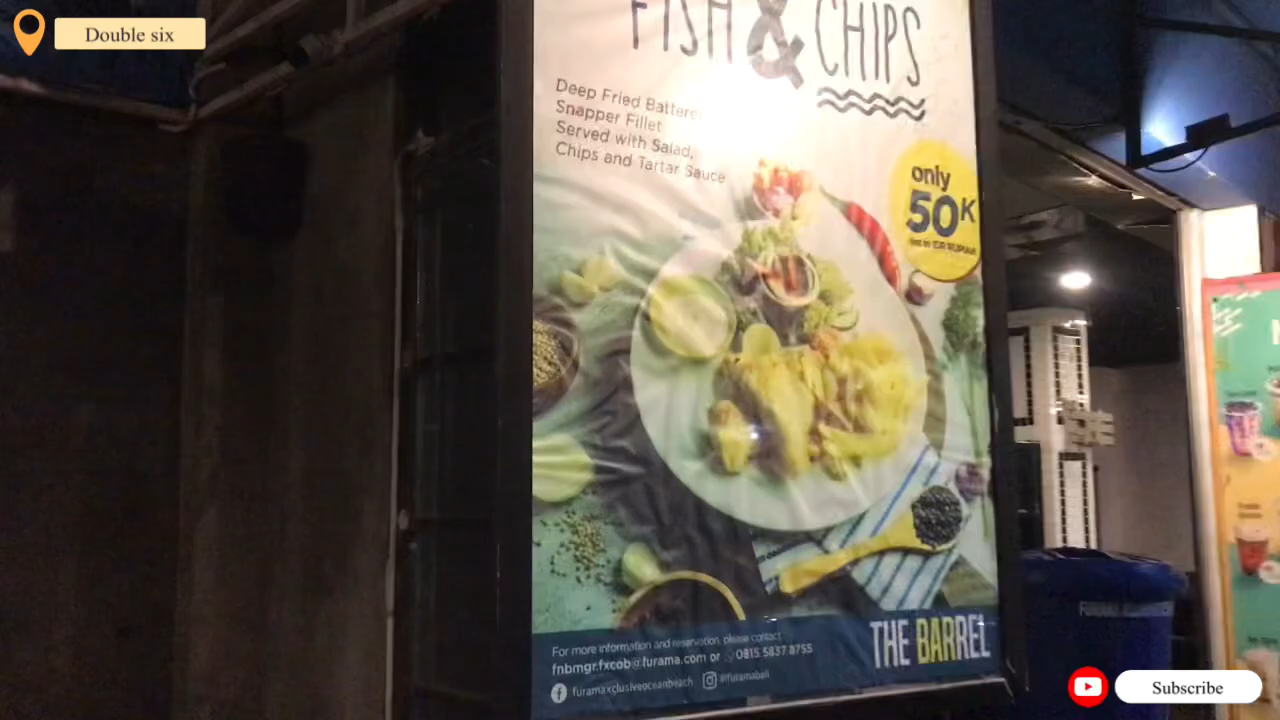 Double six
FISH & CHIPS
Deep Fried Battere
Snapper Fillet
Served with Salad,
Chips and Tartar Sauce
only
50K
For more information and reservation, please contact
fnbmgr.fxcob@furama.com or 0815 5837 8755
furamaxclusiveoceanbeach @furamabali
THE BARREL
Subscribe